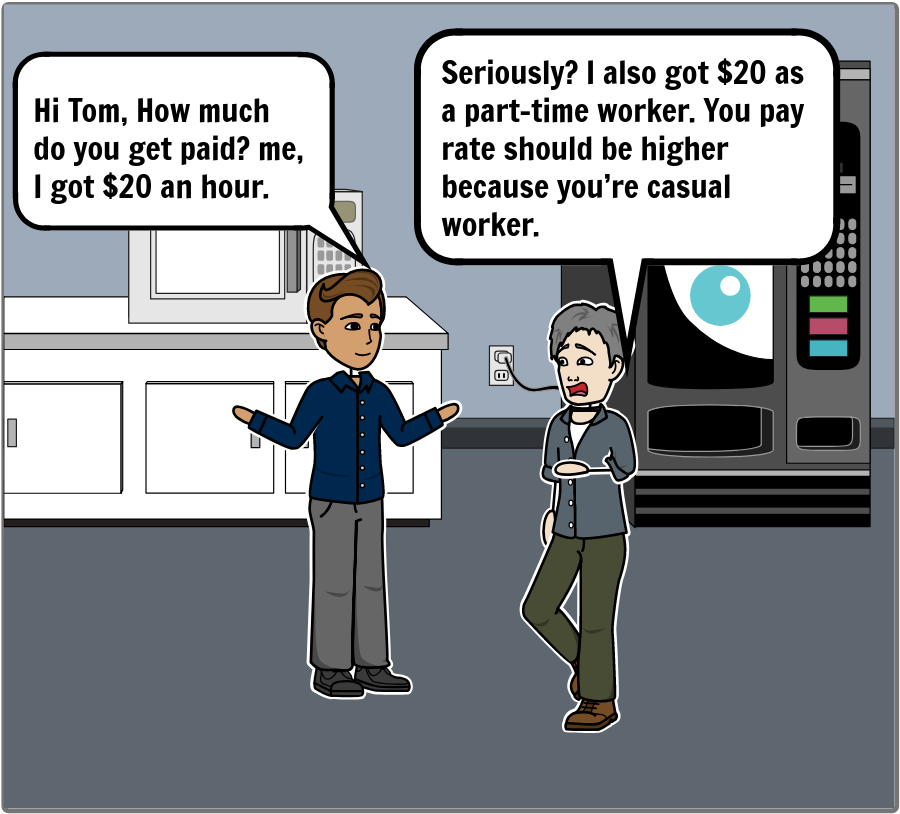 Hi Tom, How much
do you get paid? me,
I got $20 an hour.
Seriously? I also got $20 as
a part-time worker. You pay
rate should be higher
because you're casual
worker.